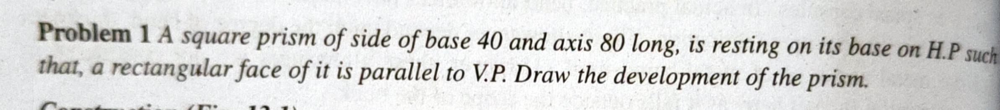 Problem 1 A square prism of side of base 40 and axis 80 long, is resting on its base on H.P such
that, a rectangular face of it is parallel to V.P. Draw the development of the prism.